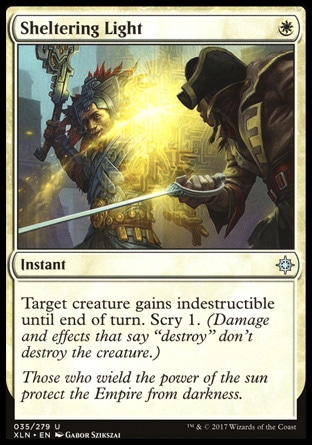 Sheltering Light
Instant
Target creature gains indestructible
until end of turn. Scry 1. (Damage
and effects that say “destroy” don’t
destroy the creature.)
Those who wield the power of the sun
protect the Empire from darkness.
035/279 U
XLN • EN GABOR SZIKSZAI
™ & © 2017 Wizards of the Coast